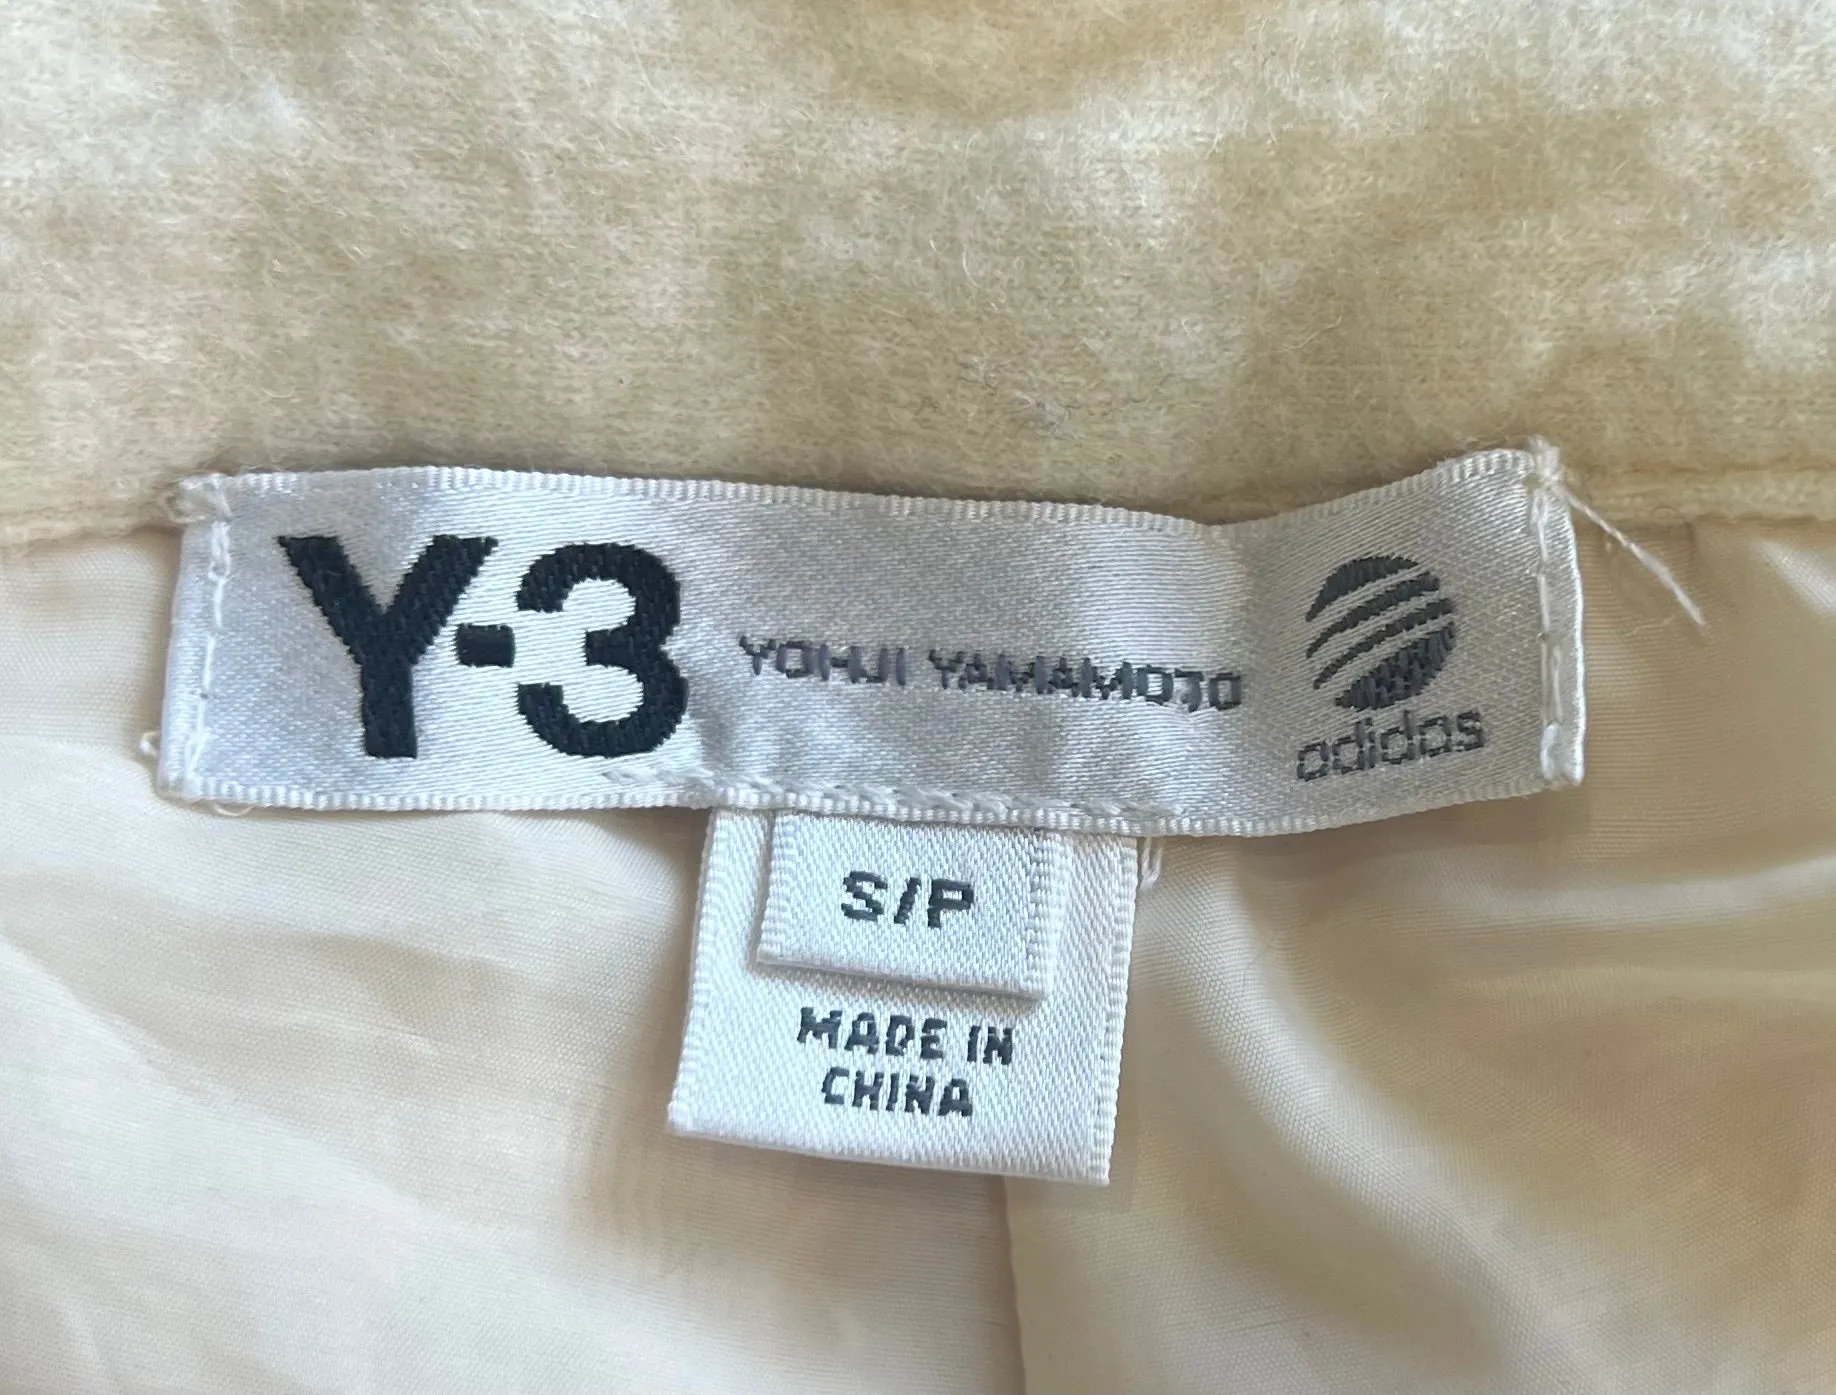 Y-3 YOHJI YAMAMOTO adidas
S/P
MADE IN
CHINA